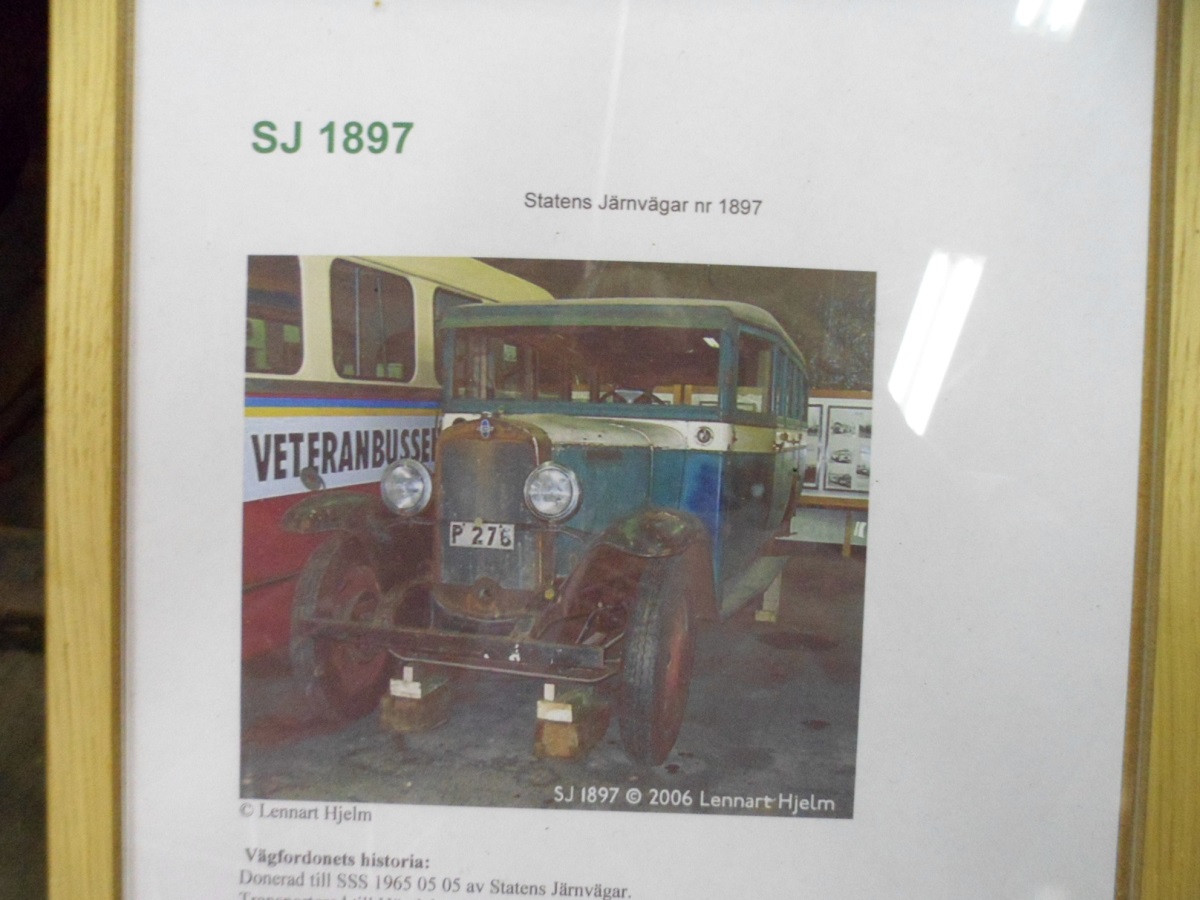 SJ 1897
Statens Järnvägar nr 1897
VETERANBUSSE
P 276
SJ 1897 © 2006 Lennart Hjelm
© Lennart Hjelm
Vägfordonets historia:
Donerad till SSS 1965 05 05 av Statens Järnvägar.